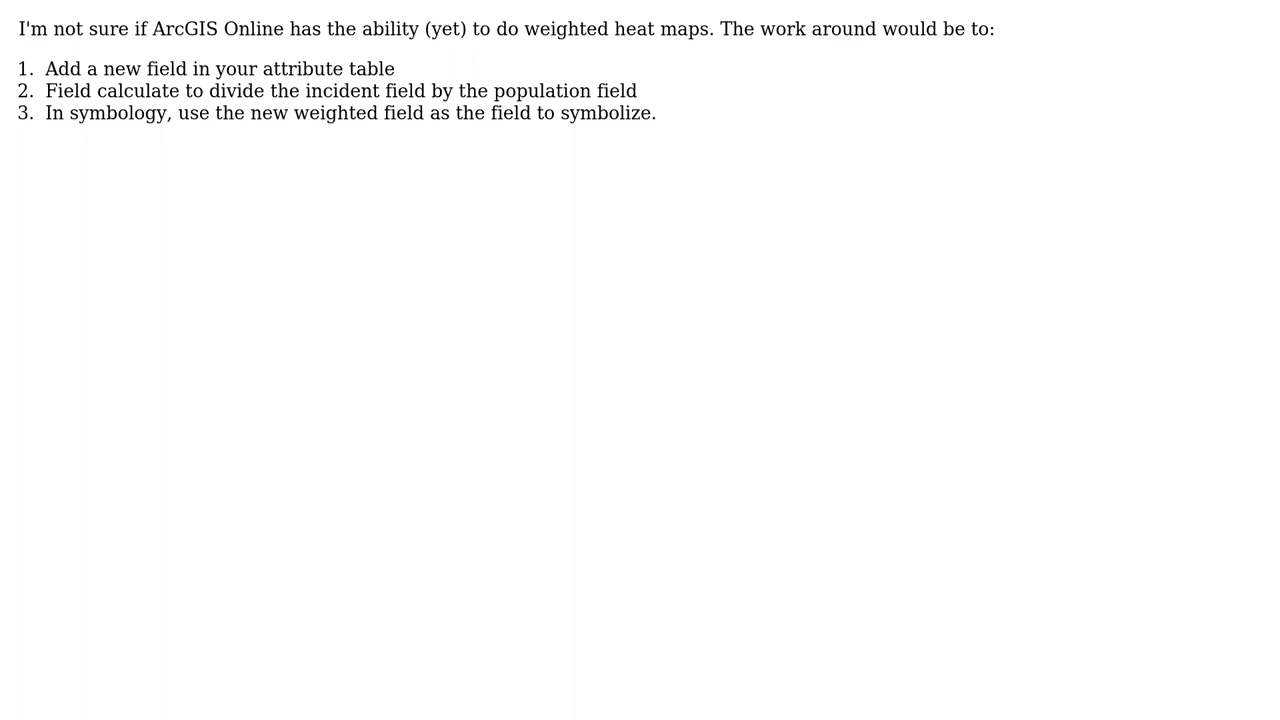 I'm not sure if ArcGIS Online has the ability (yet) to do weighted heat maps. The work around would be to:
1. Add a new field in your attribute table
2. Field calculate to divide the incident field by the population field
3. In symbology, use the new weighted field as the field to symbolize.